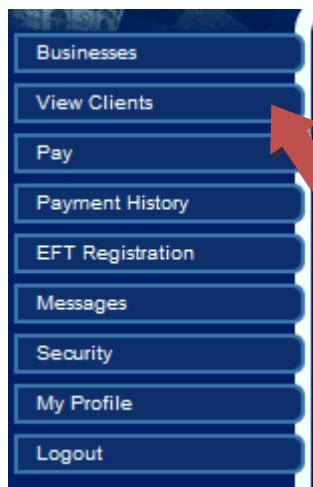 Businesses
View Clients
Pay
Payment History
EFT Registration
Messages
Security
My Profile
Logout